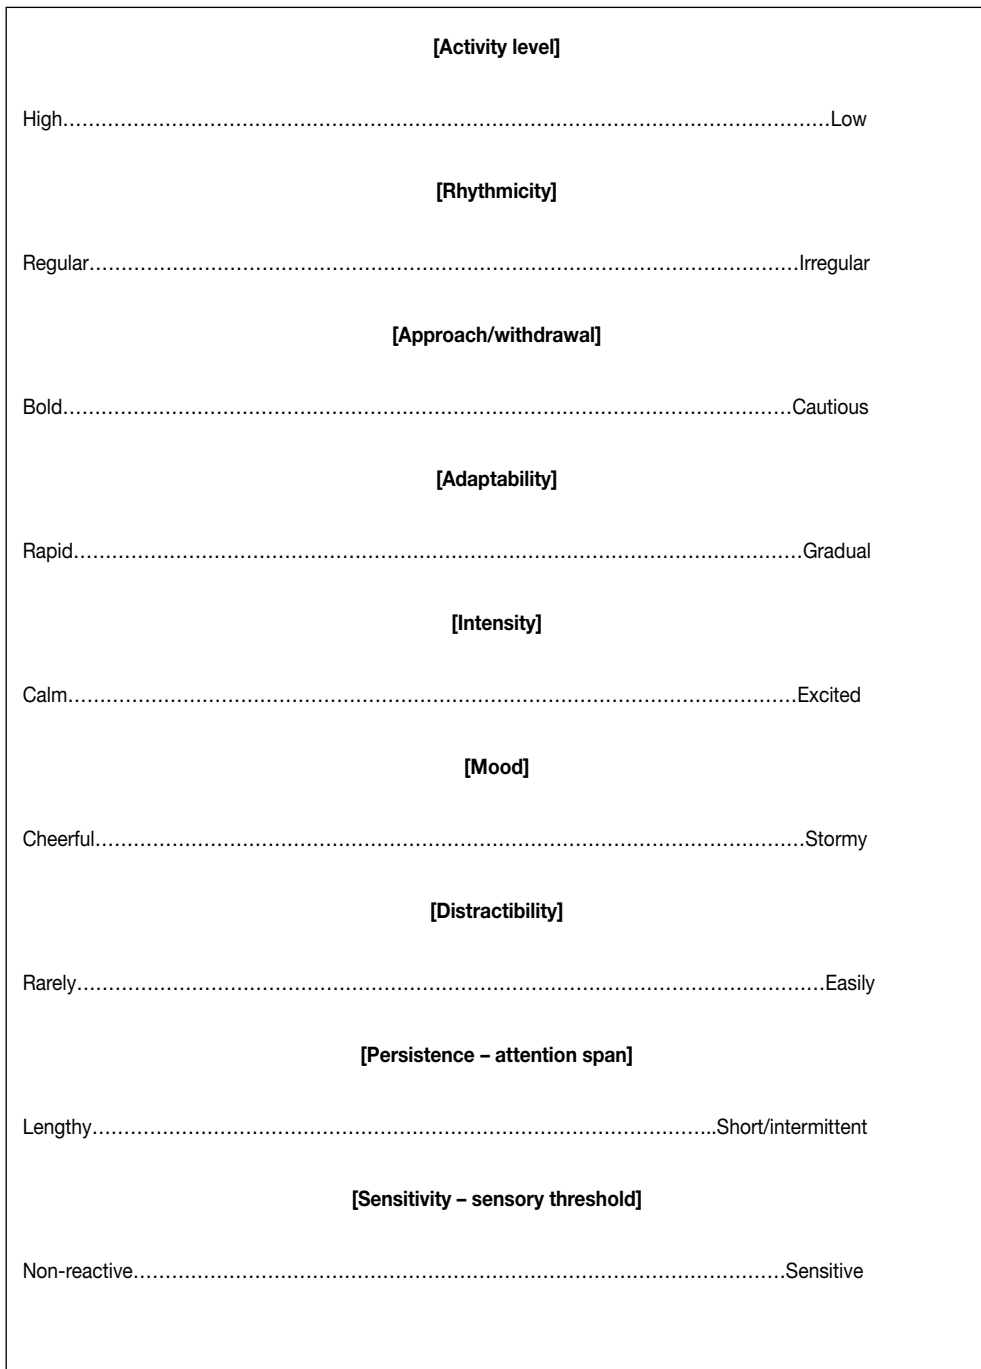 [Activity level]
High…………………………………………………………………………………………………………Low
[Rhythmicity]
Regular…………………………………………………………………………………………………Irregular
[Approach/withdrawal]
Bold……………………………………………………………………………………………………Cautious
[Adaptability]
Rapid……………………………………………………………………………………………………Gradual
[Intensity]
Calm……………………………………………………………………………………………………Excited
[Mood]
Cheerful…………………………………………………………………………………………………Stormy
[Distractibility]
Rarely………………………………………………………………………………………………………Easily
[Persistence – attention span]
Lengthy……………………………………………………………………………………..Short/intermittent
[Sensitivity – sensory threshold]
Non-reactive…………………………………………………………………………………………Sensitive